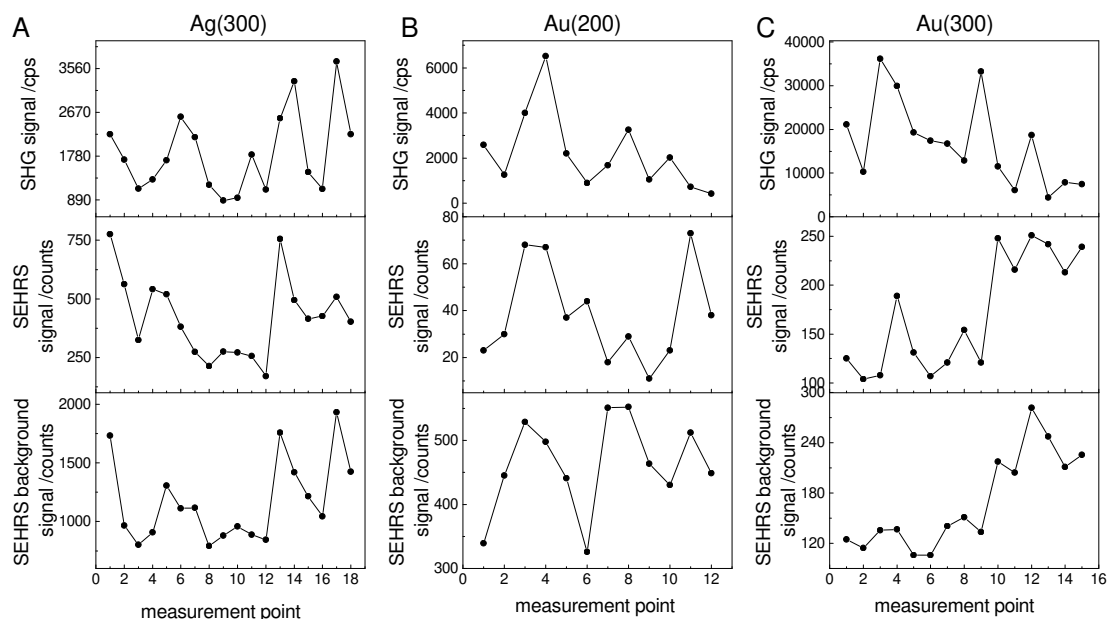 A Ag(300) B Au(200) C Au(300)
SHG signal /cps
3560
2670
1780
890
SEHRS
signal /counts
750
500
250
SEHRS background
signal /counts
2000
1500
1000
0 2 4 6 8 10 12 14 16 18
measurement point
SHG signal /cps
6000
4000
2000
0
SEHRS
signal /counts
80
60
40
20
SEHRS background
signal /counts
500
400
300
0 2 4 6 8 10 12
measurement point
SHG signal /cps
40000
30000
20000
10000
0
SEHRS
signal /counts
250
200
150
100
SEHRS background
signal /counts
300
240
180
120
0 2 4 6 8 10 12 14 16
measurement point